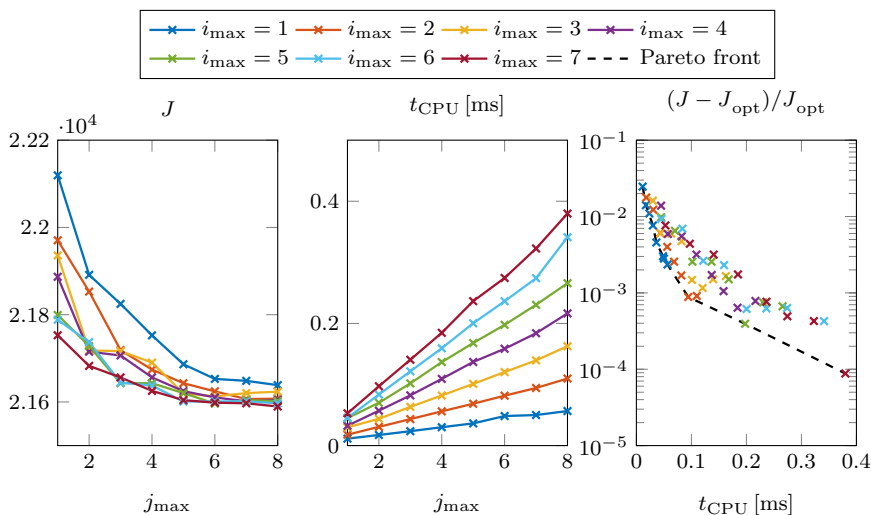 i_max = 1 i_max = 2 i_max = 3 i_max = 4
i_max = 5 i_max = 6 i_max = 7 Pareto front
J
·10^4
2.22
2.2
2.18
2.16
2 4 6 8
j_max
t_CPU [ms]
0.4
0.2
0
2 4 6 8
j_max
(J − J_opt)/J_opt
10^−1
10^−2
10^−3
10^−4
10^−5
0 0.1 0.2 0.3 0.4
t_CPU [ms]